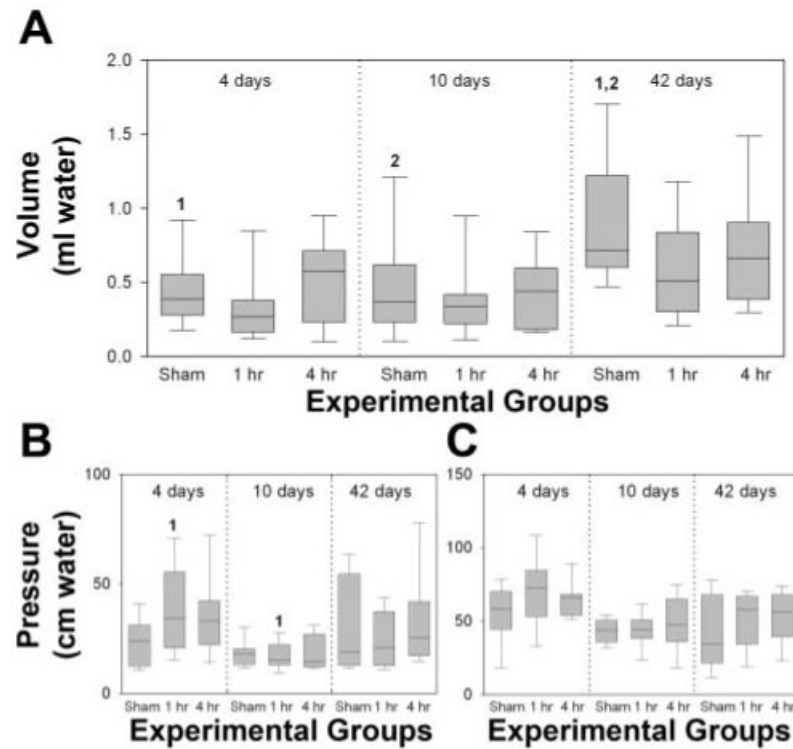 A
2.0
4 days
10 days
42 days
1,2
1.5
2
1
1.0
0.5
0.0
Volume
(ml water)
Sham 1 hr 4 hr Sham 1 hr 4 hr Sham 1 hr 4 hr
Experimental Groups
B
100
4 days
10 days
42 days
1
50
1
0
Pressure
(cm water)
Sham 1 hr 4 hr Sham 1 hr 4 hr Sham 1 hr 4 hr
Experimental Groups
C
150
4 days
10 days
42 days
100
50
0
Sham 1 hr 4 hr Sham 1 hr 4 hr Sham 1 hr 4 hr
Experimental Groups